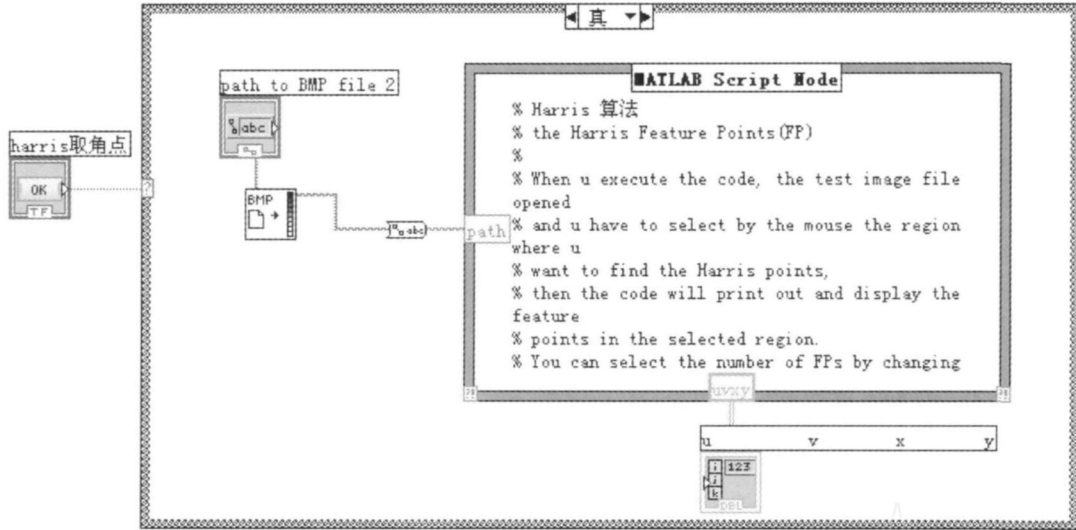 真
path to BMP file 2
abc
harris取角点
OK
TF
BMP
abc
path
MATLAB Script Node
% Harris 算法
% the Harris Feature Points(FP)
%
% When u execute the code, the test image file
opened
% and u have to select by the mouse the region
where u
% want to find the Harris points,
% then the code will print out and display the
feature
% points in the selected region.
% You can select the number of FPs by changing
uvxy
u v x y
i 123
j
k
DBL
?